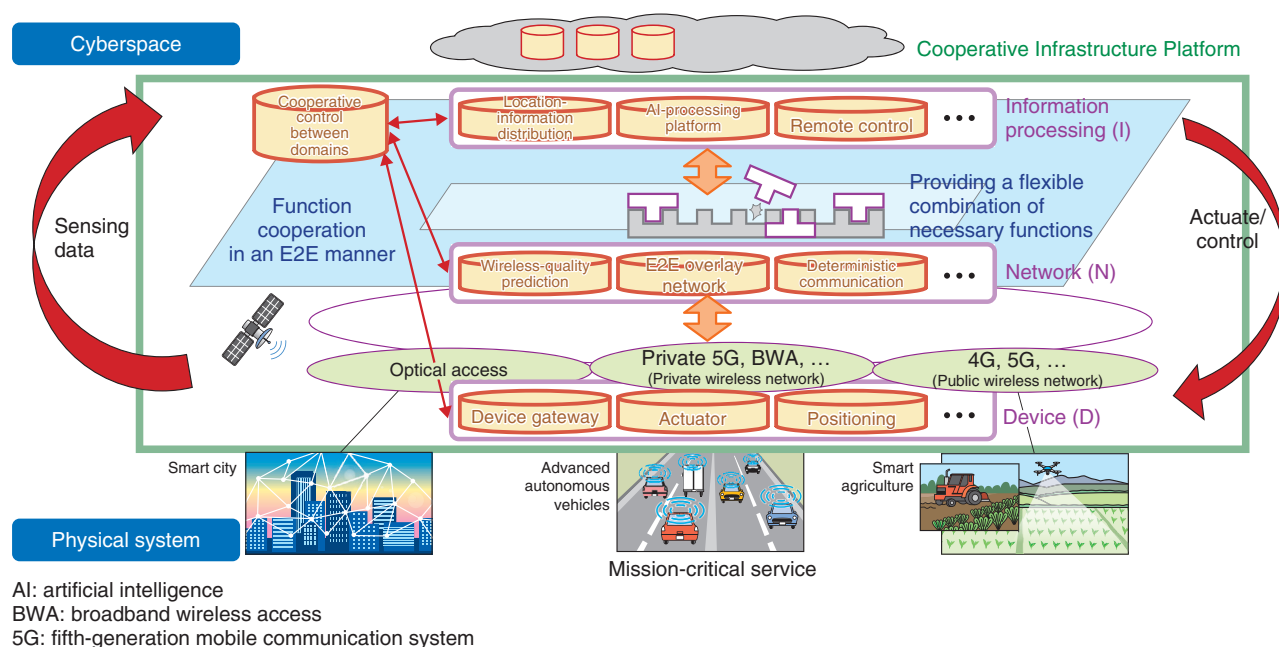 Cyberspace
Cooperative Infrastructure Platform
Cooperative
control
between
domains
Location-
information
distribution
AI-processing
platform
Remote control
•••
Information
processing (I)
Sensing
data
Function
cooperation
in an E2E manner
Providing a flexible
combination of
necessary functions
Actuate/
control
Wireless-quality
prediction
E2E overlay
network
Deterministic
communication
•••
Network (N)
Optical access
Private 5G, BWA, …
(Private wireless network)
4G, 5G, …
(Public wireless network)
Device gateway
Actuator
Positioning
•••
Device (D)
Smart city
Advanced
autonomous
vehicles
Smart
agriculture
Physical system
Mission-critical service
AI: artificial intelligence
BWA: broadband wireless access
5G: fifth-generation mobile communication system